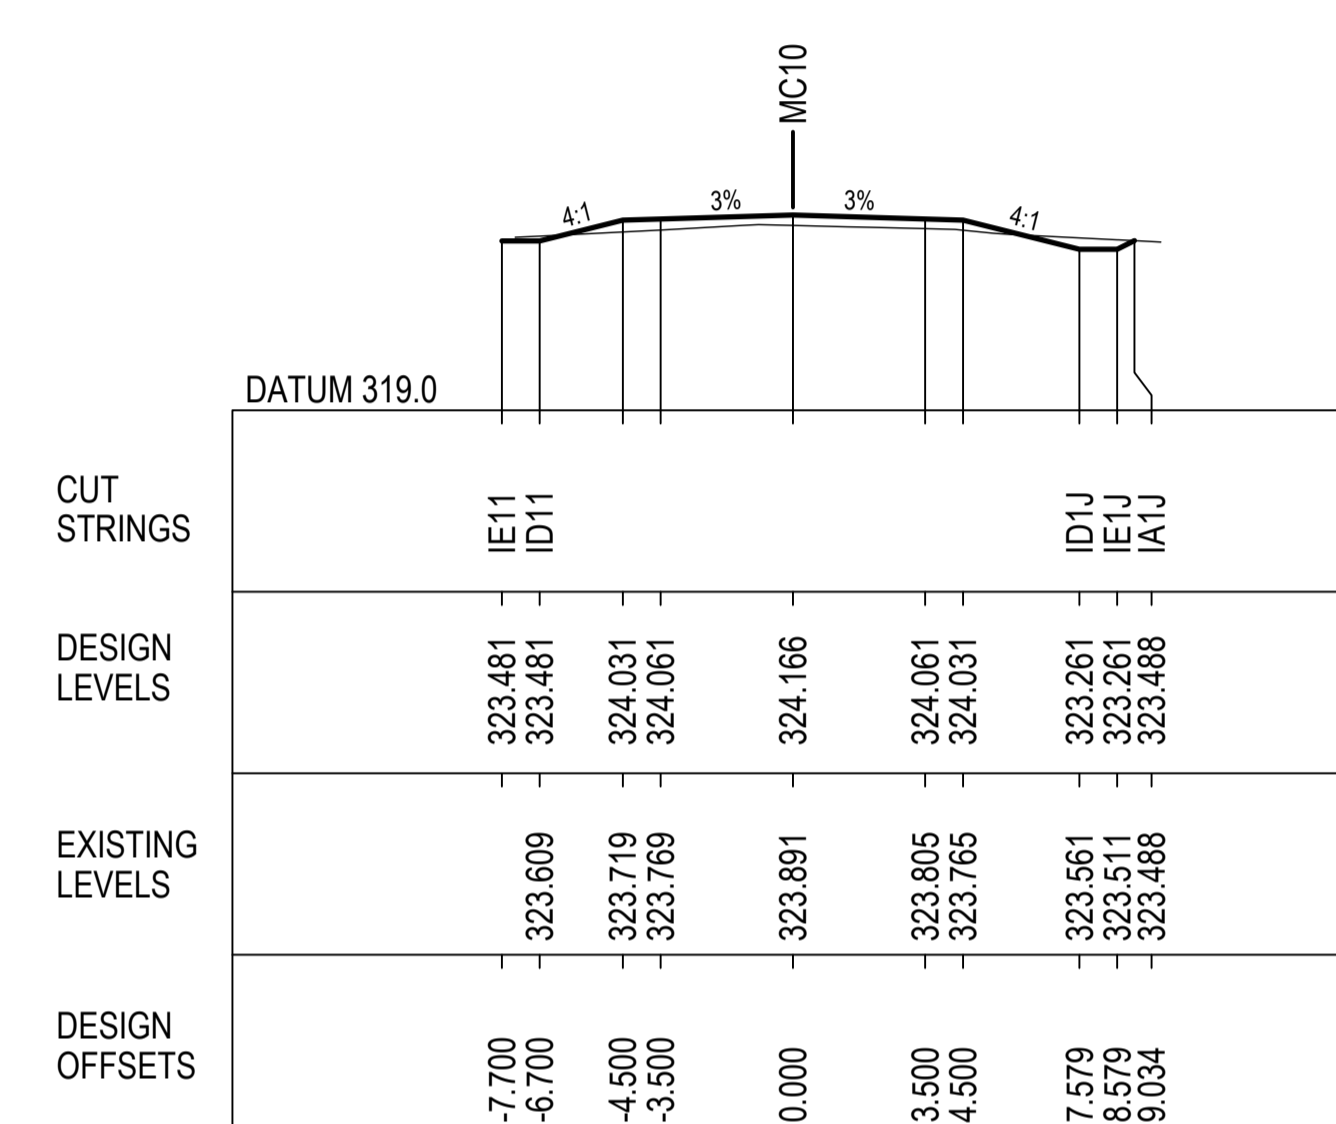 MC10
4:1
3%
3%
4:1
DATUM 319.0
CUT
STRINGS
IE11
ID11
ID1J
IE1J
IA1J
DESIGN
LEVELS
323.481
323.481
324.031
324.061
324.166
324.061
324.031
323.261
323.261
323.488
EXISTING
LEVELS
323.609
323.719
323.769
323.891
323.805
323.765
323.561
323.511
323.488
DESIGN
OFFSETS
-7.700
-6.700
-4.500
-3.500
0.000
3.500
4.500
7.579
8.579
9.034